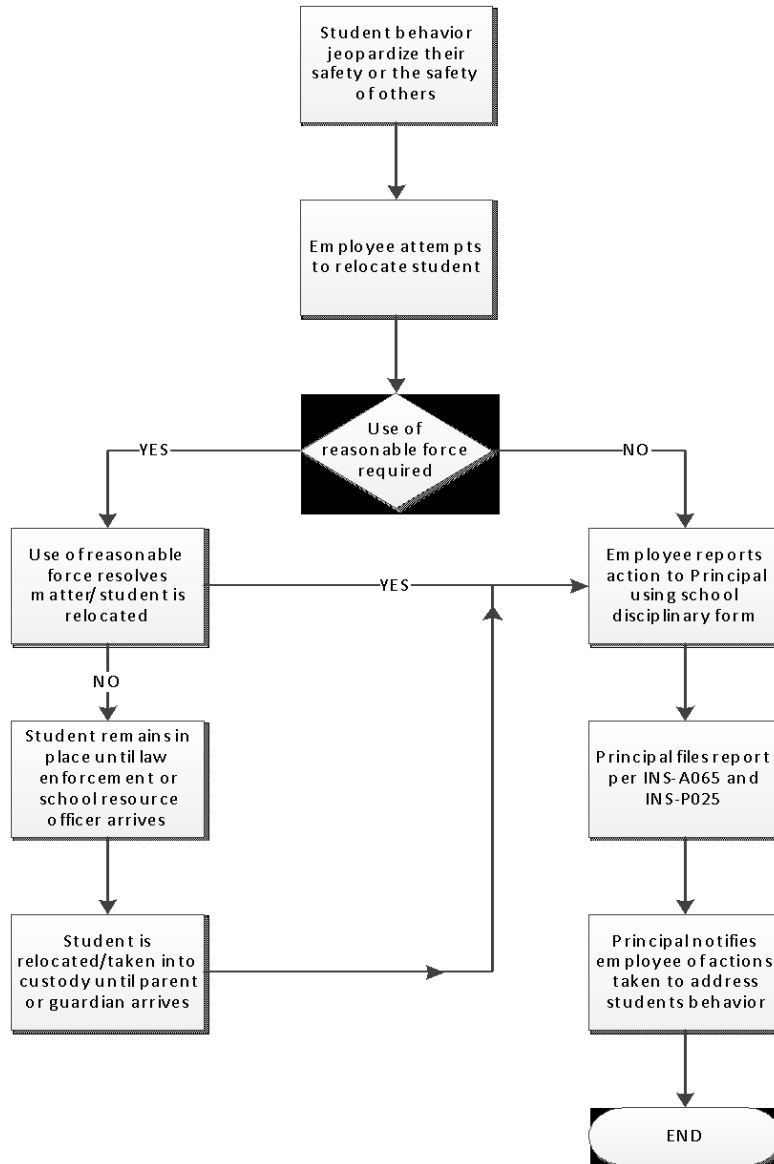 Student behavior
jeopardize their
safety or the safety
of others
Employee attempts
to relocate student
Use of
reasonable force
required
YES
NO
Use of reasonable
force resolves
matter/student is
relocated
YES
Employee reports
action to Principal
using school
disciplinary form
NO
Student remains in
place until law
enforcement or
school resource
officer arrives
Principal files report
per INS-A065 and
INS-P025
Student is
relocated/taken into
custody until parent
or guardian arrives
Principal notifies
employee of actions
taken to address
students behavior
END